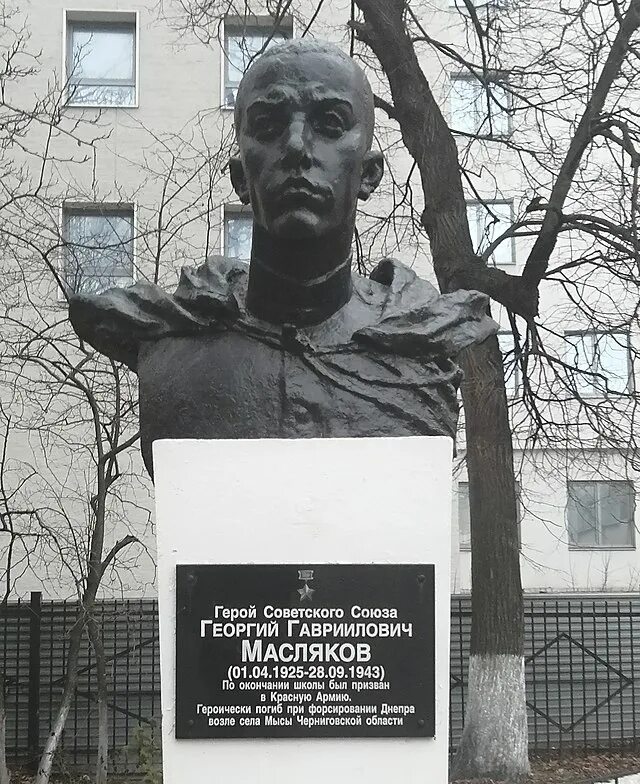 Герой Советского Союза
Георгий Гавриилович
Масляков
(01.04.1925-28.09.1943)
По окончании школы был призван
в Красную Армию.
Героически погиб при форсировании Днепра
возле села Мысы Черниговской области